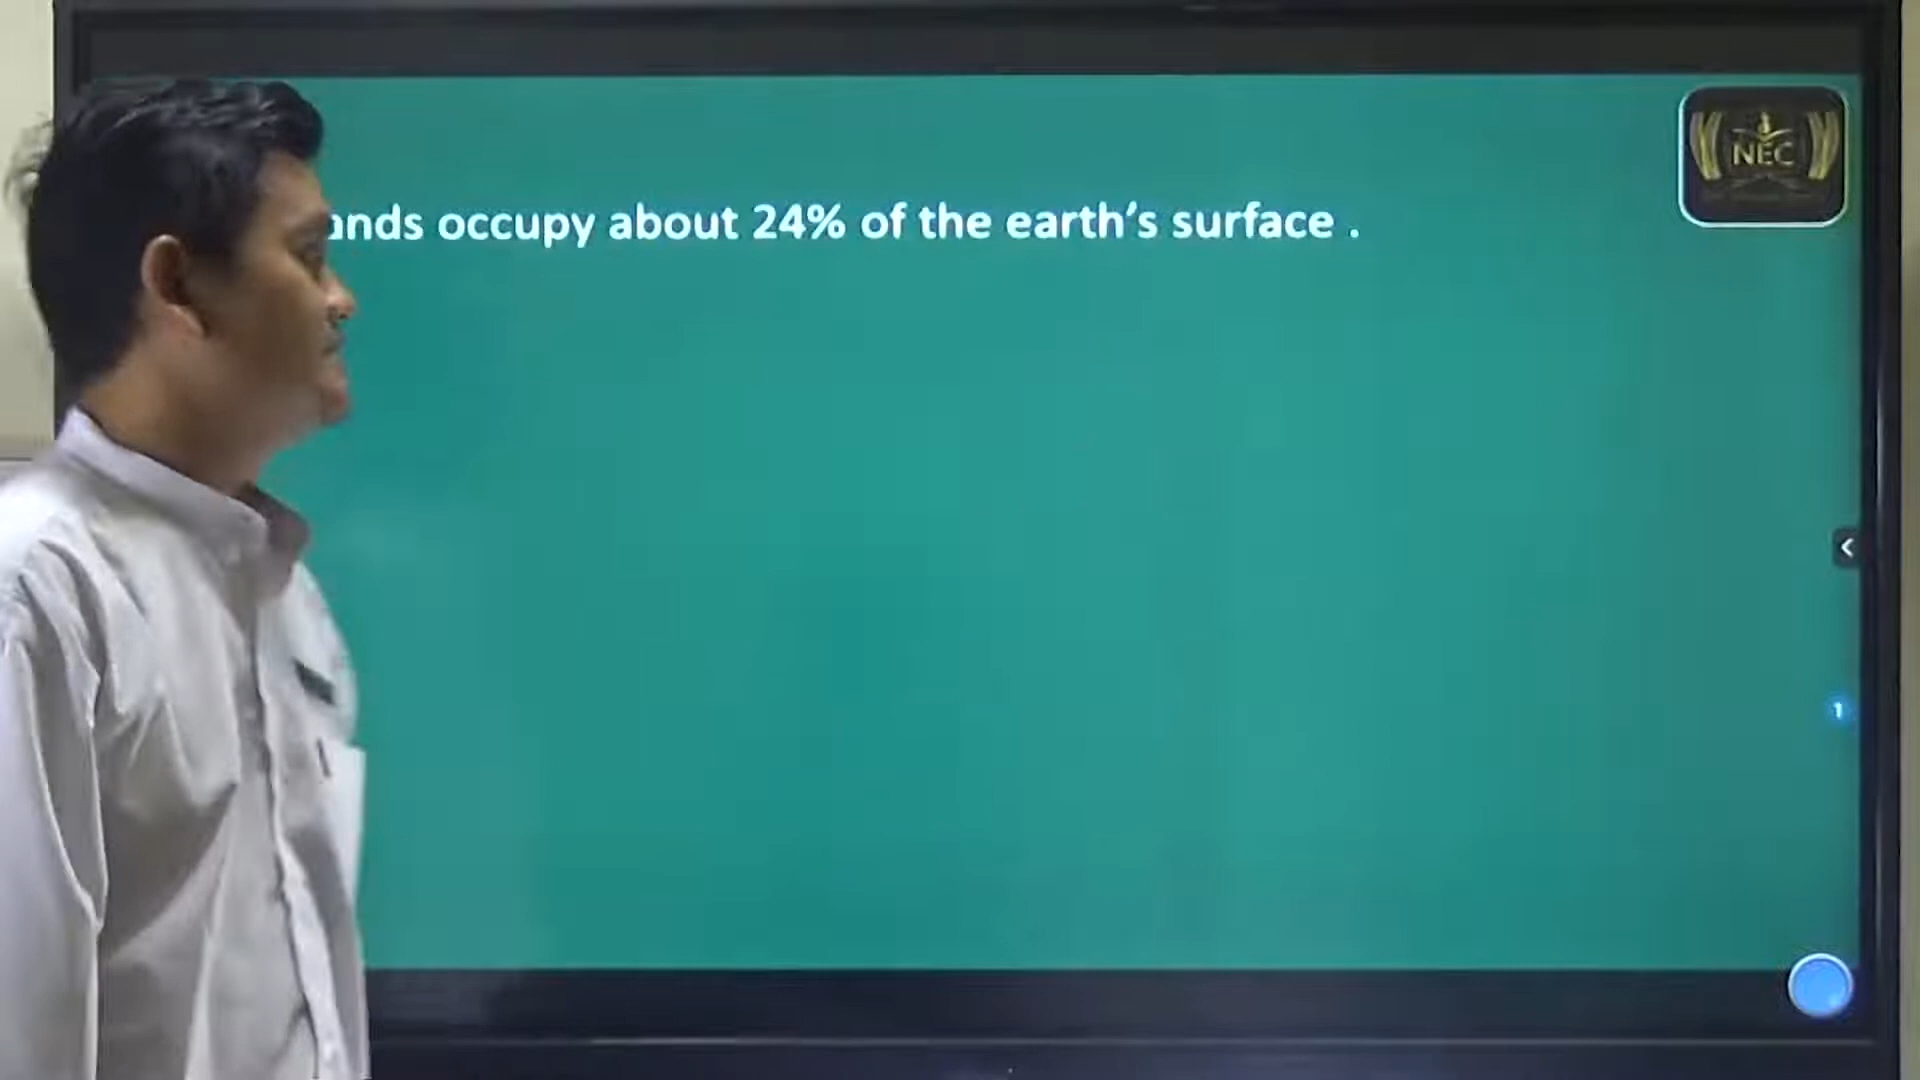 ands occupy about 24% of the earth's surface .
NEC
1